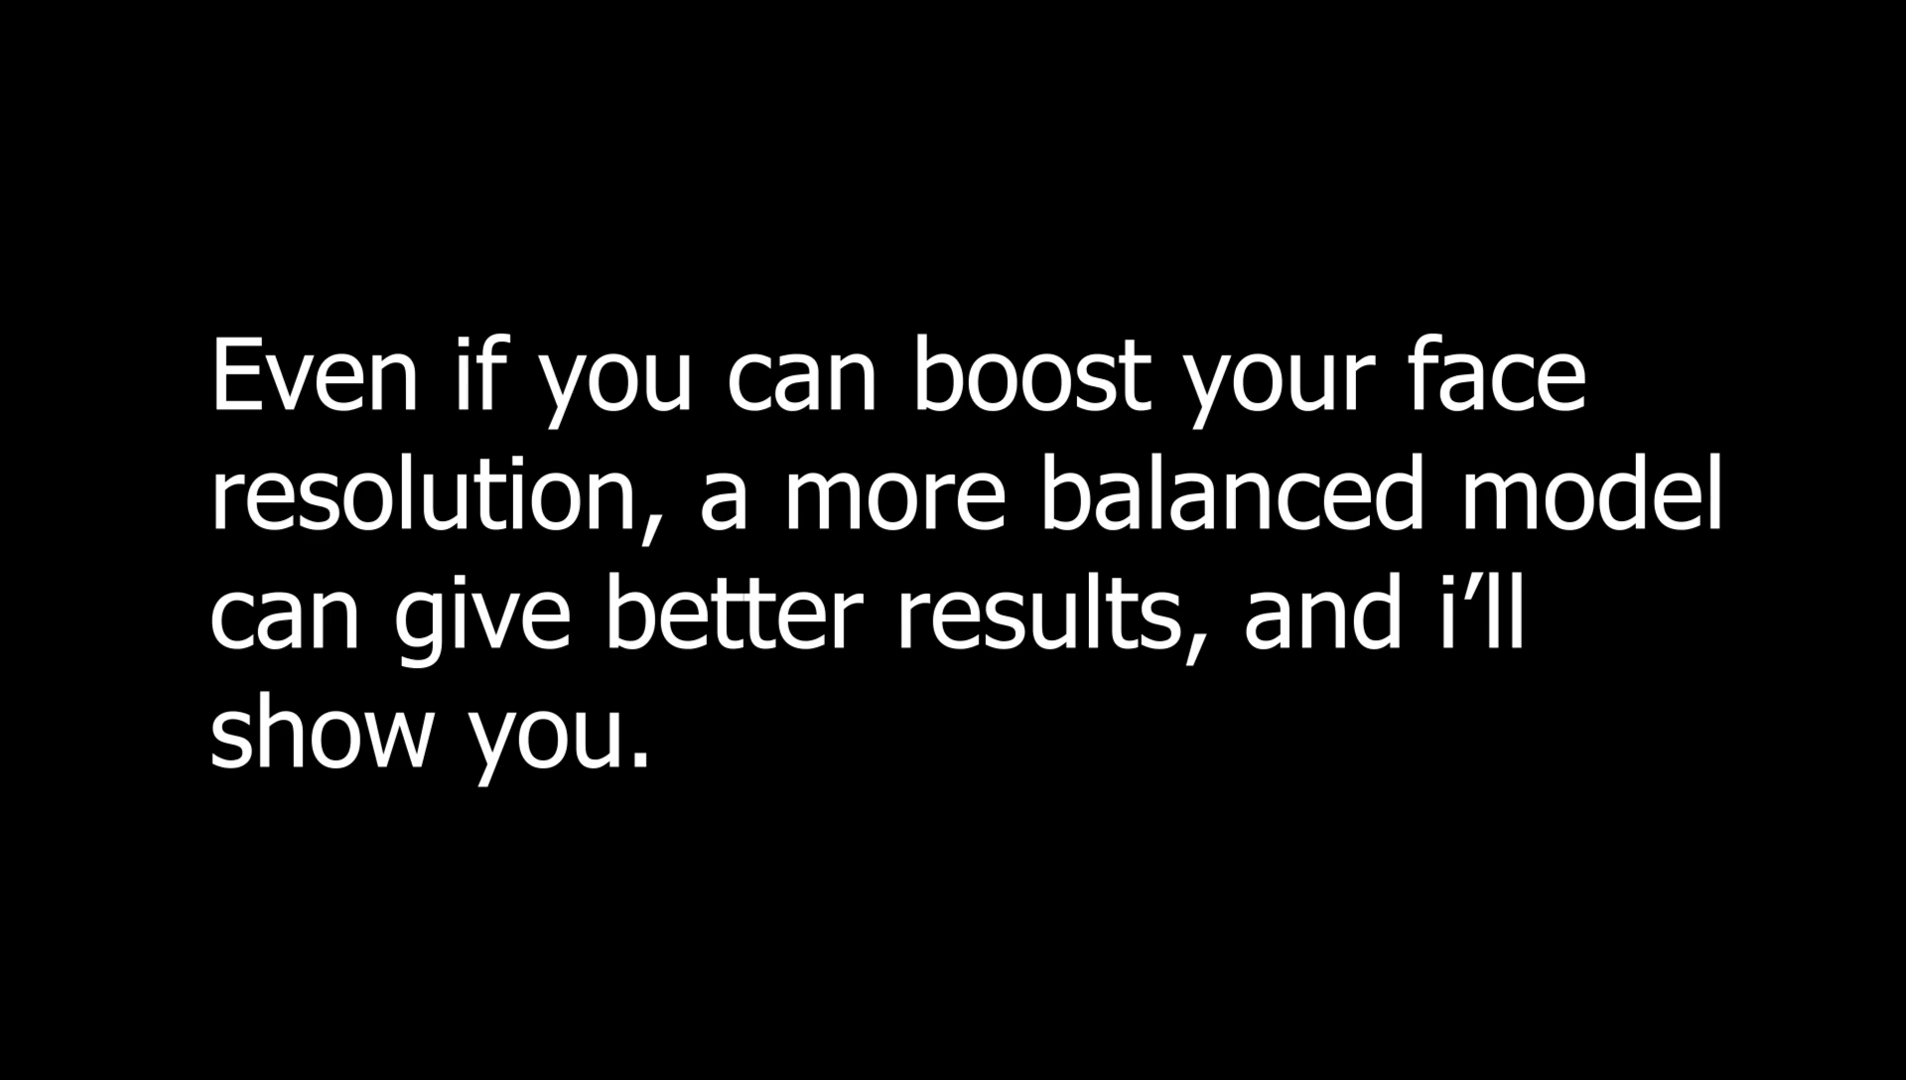 Even if you can boost your face
resolution, a more balanced model
can give better results, and i’ll
show you.